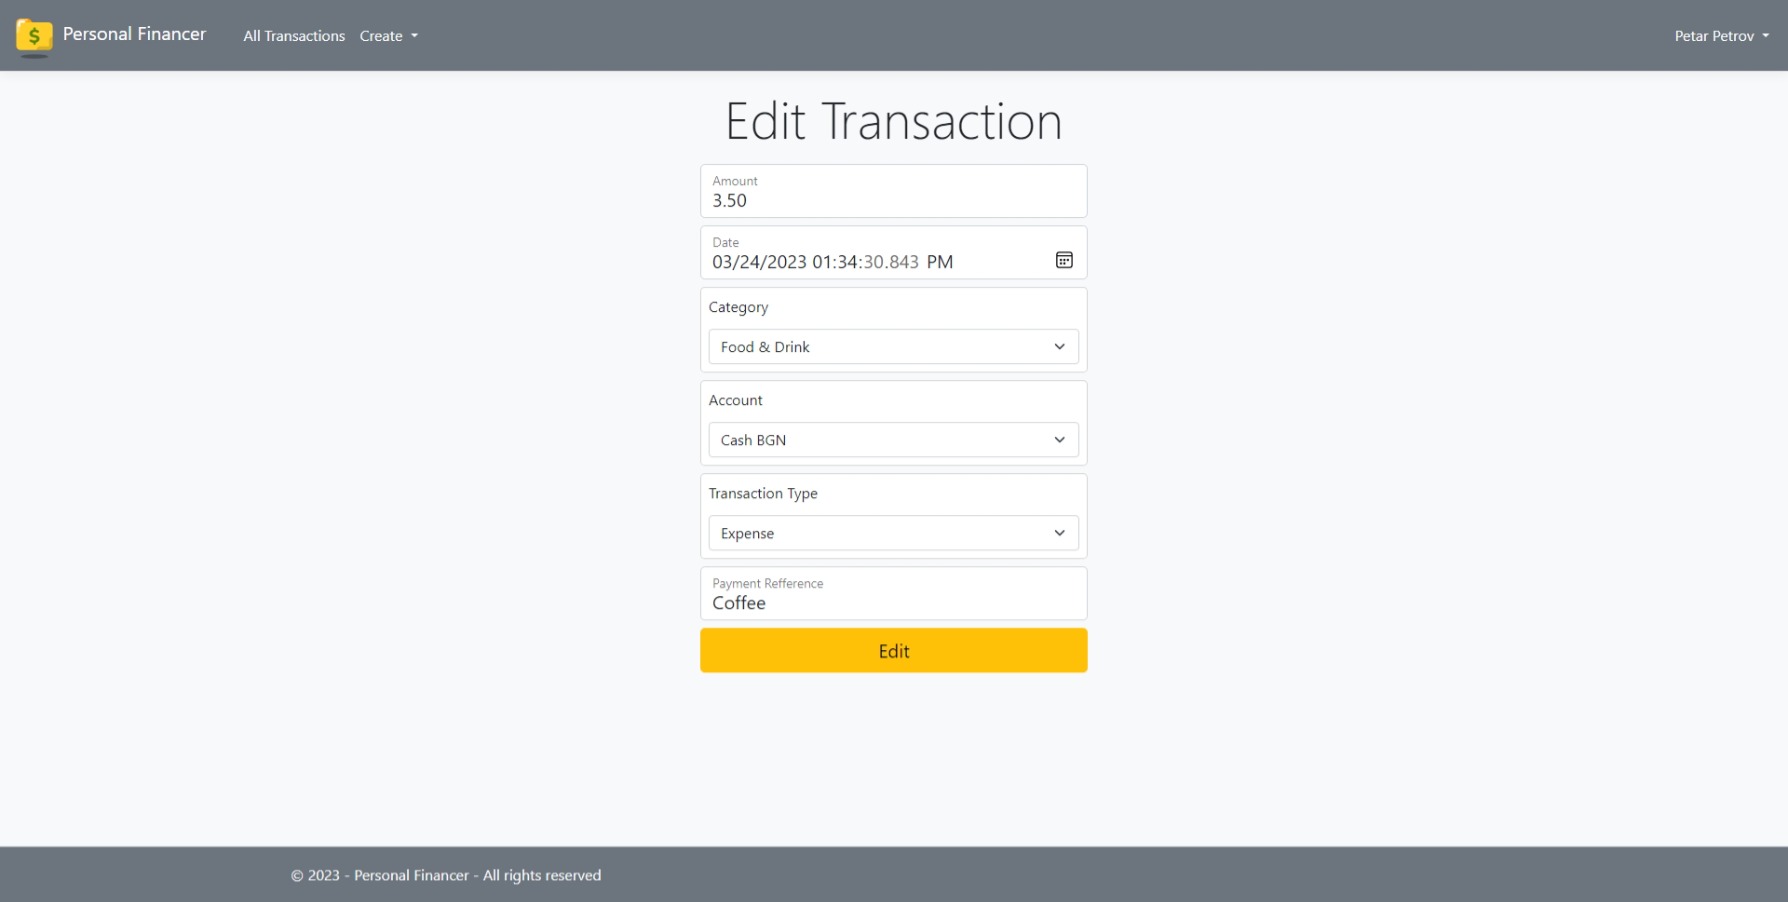 Personal Financer
All Transactions
Create
Petar Petrov
Edit Transaction
Amount
3.50
Date
03/24/2023 01:34:30.843 PM
Category
Food & Drink
Account
Cash BGN
Transaction Type
Expense
Payment Refference
Coffee
Edit
© 2023 - Personal Financer - All rights reserved